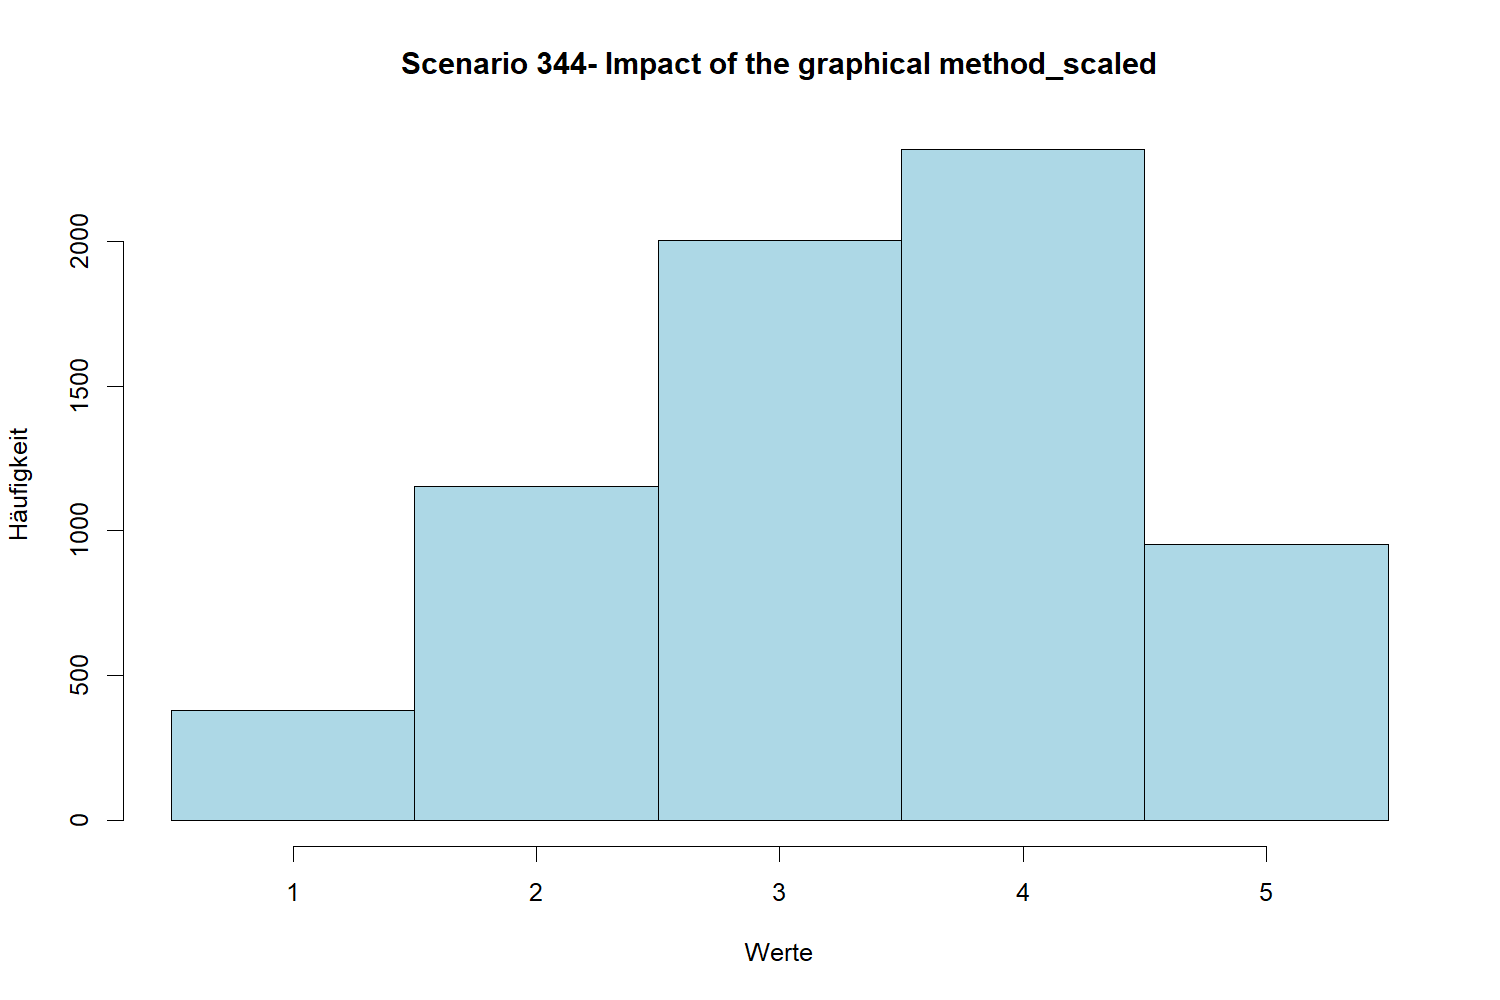 Scenario 344- Impact of the graphical method_scaled
Häufigkeit
2000
1500
1000
500
0
1 2 3 4 5
Werte